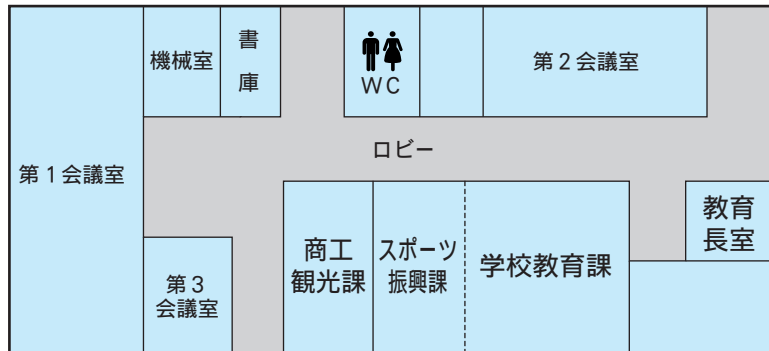 機械室
書
庫
WC
第2会議室
ロビー
第1会議室
教育
長室
商工
観光課
スポーツ
振興課
学校教育課
第3
会議室